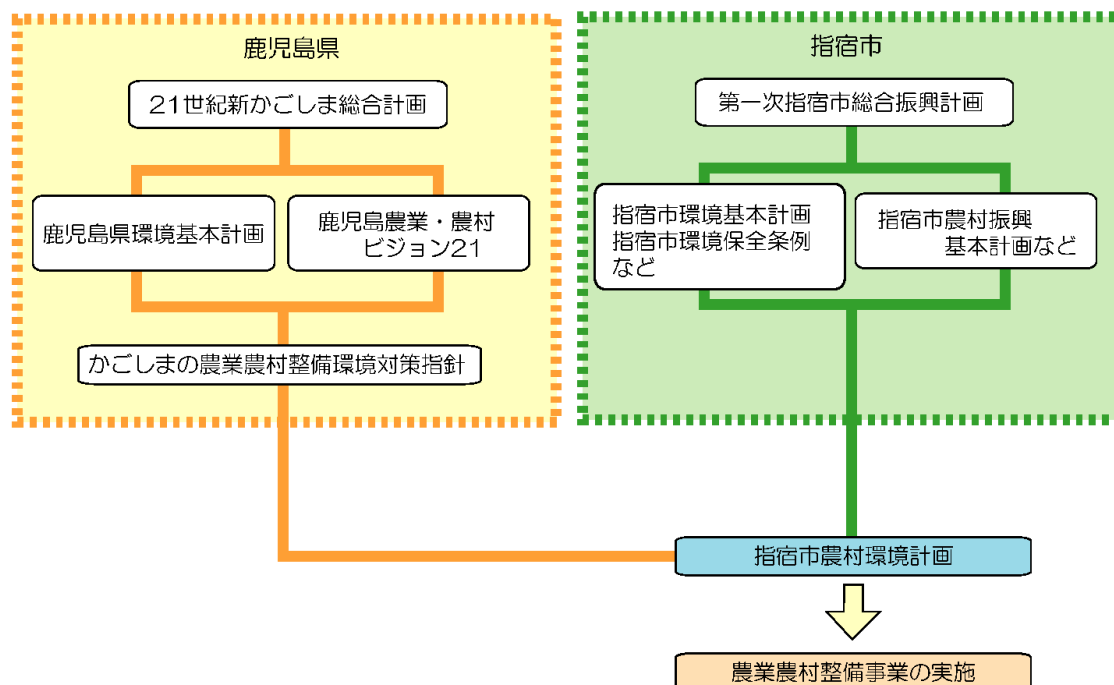 鹿児島県
21世紀新かごしま総合計画
鹿児島県環境基本計画
鹿児島農業・農村
ビジョン21
かごしまの農業農村整備環境対策指針
指宿市
第一次指宿市総合振興計画
指宿市環境基本計画
指宿市環境保全条例
など
指宿市農村振興
基本計画など
指宿市農村環境計画
農業農村整備事業の実施